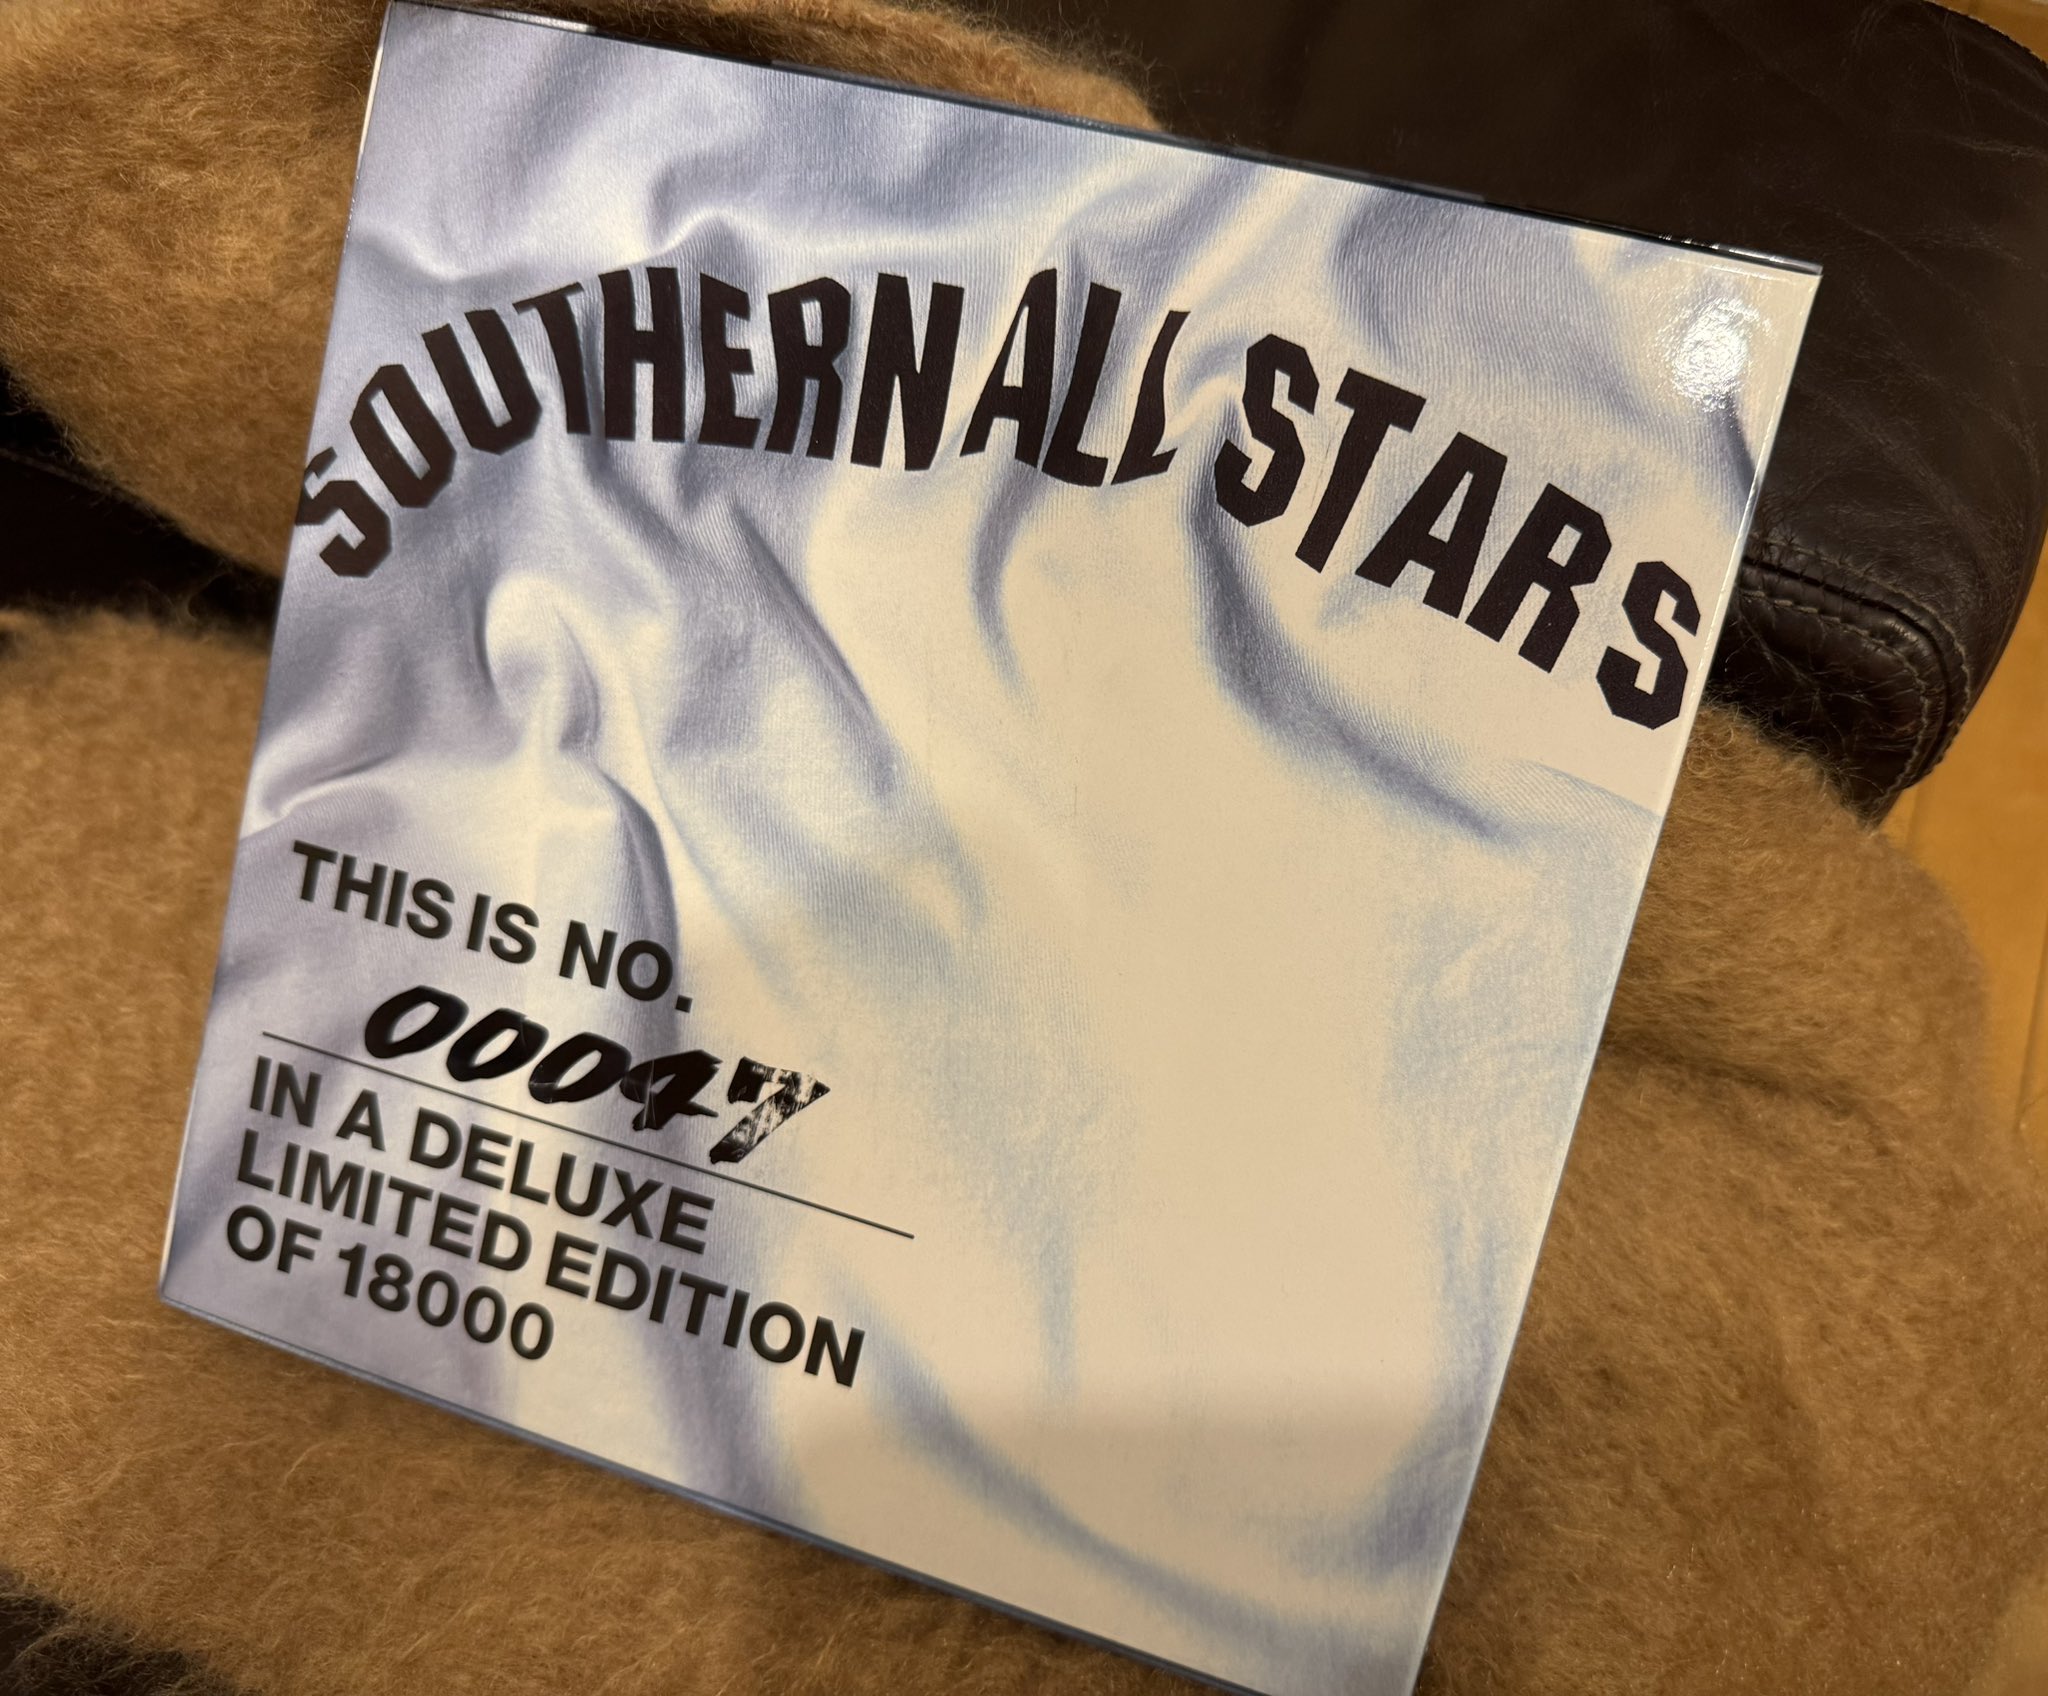 SOUTHERN ALL STARS
THIS IS NO.
00047
IN A DELUXE
LIMITED EDITION
OF 18000